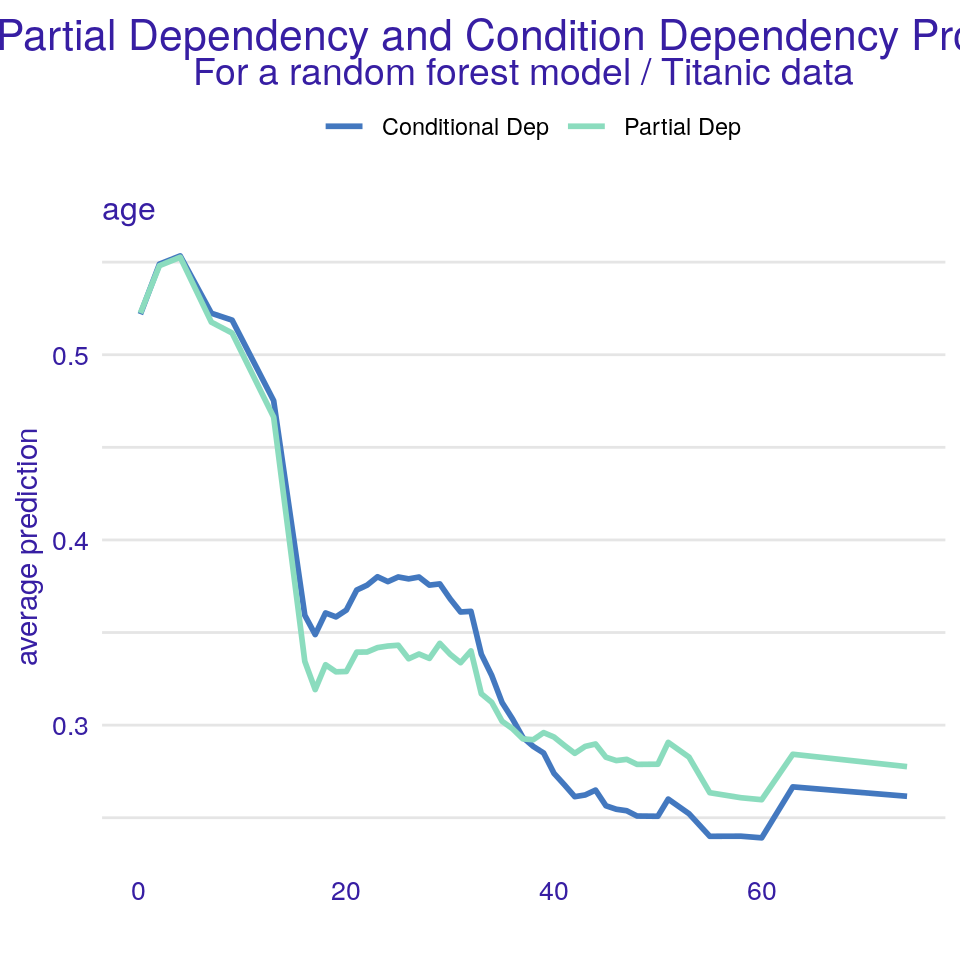 Partial Dependency and Condition Dependency Pro
For a random forest model / Titanic data
Conditional Dep Partial Dep
age
average prediction
0.5
0.4
0.3
0 20 40 60